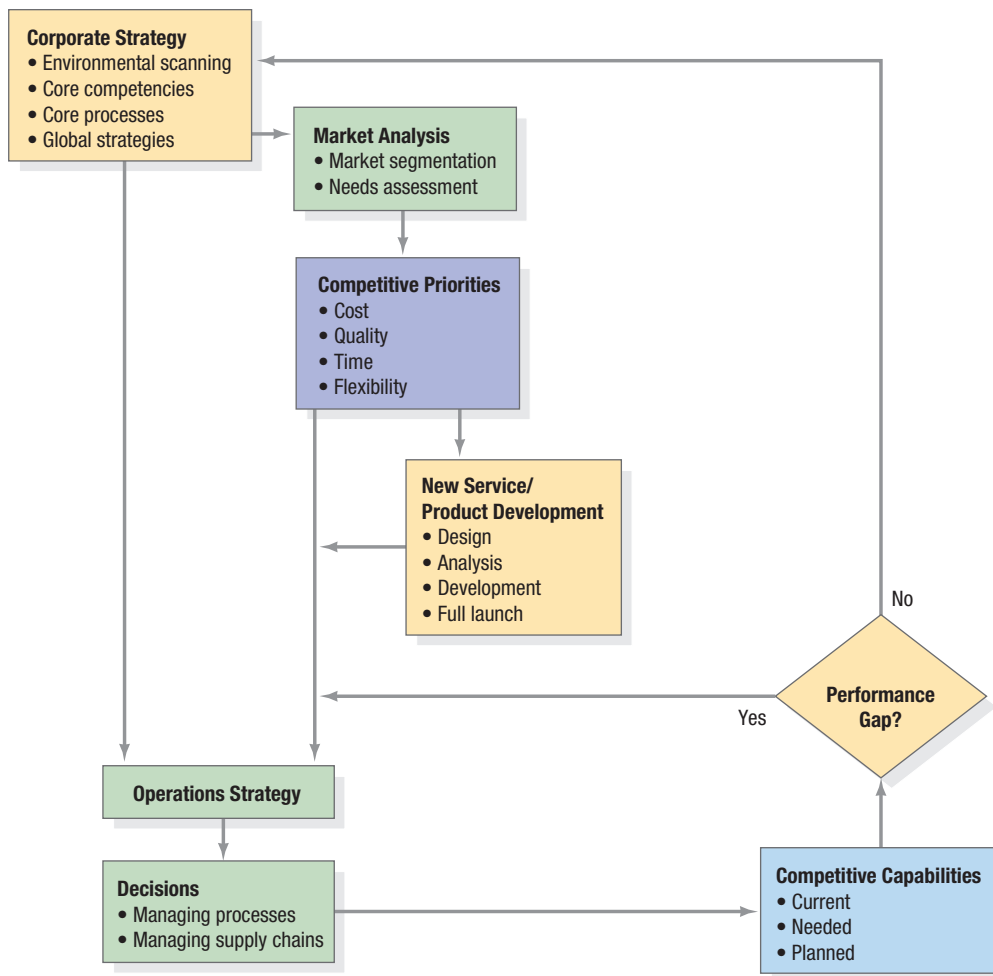 Corporate Strategy
• Environmental scanning
• Core competencies
• Core processes
• Global strategies
Market Analysis
• Market segmentation
• Needs assessment
Competitive Priorities
• Cost
• Quality
• Time
• Flexibility
New Service/
Product Development
• Design
• Analysis
• Development
• Full launch
No
Performance
Gap?
Yes
Operations Strategy
Decisions
• Managing processes
• Managing supply chains
Competitive Capabilities
• Current
• Needed
• Planned